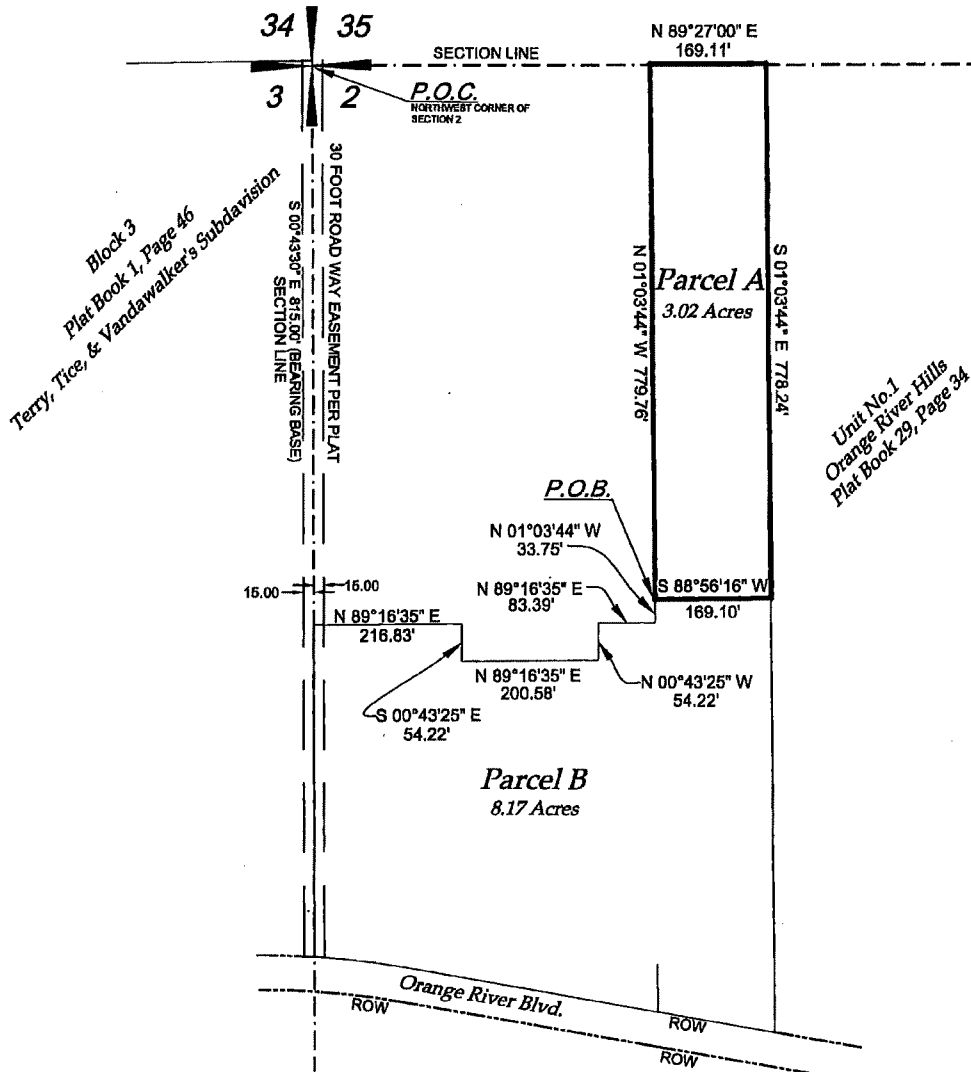 34 35
3 2
N 89°27'00" E
169.11'
SECTION LINE
P.O.C.
NORTHWEST CORNER OF
SECTION 2
Block 3
Plat Book 1, Page 46
Terry, Tice, & Vandawalker's Subdavision
30 FOOT ROAD WAY EASEMENT PER PLAT
S 00°43'30" E 815.00' (BEARING BASE)
SECTION LINE
N 01°03'44" W 779.76'
Parcel A
3.02 Acres
S 01°03'44" E 778.24'
Unit No.1
Orange River Hills
Plat Book 29, Page 34
P.O.B.
N 01°03'44" W
33.75'
S 88°56'16" W
169.10'
15.00 15.00
N 89°16'35" E
83.39'
N 89°16'35" E
216.83'
N 89°16'35" E
200.58'
N 00°43'25" W
54.22'
S 00°43'25" E
54.22'
Parcel B
8.17 Acres
Orange River Blvd.
ROW
ROW
ROW